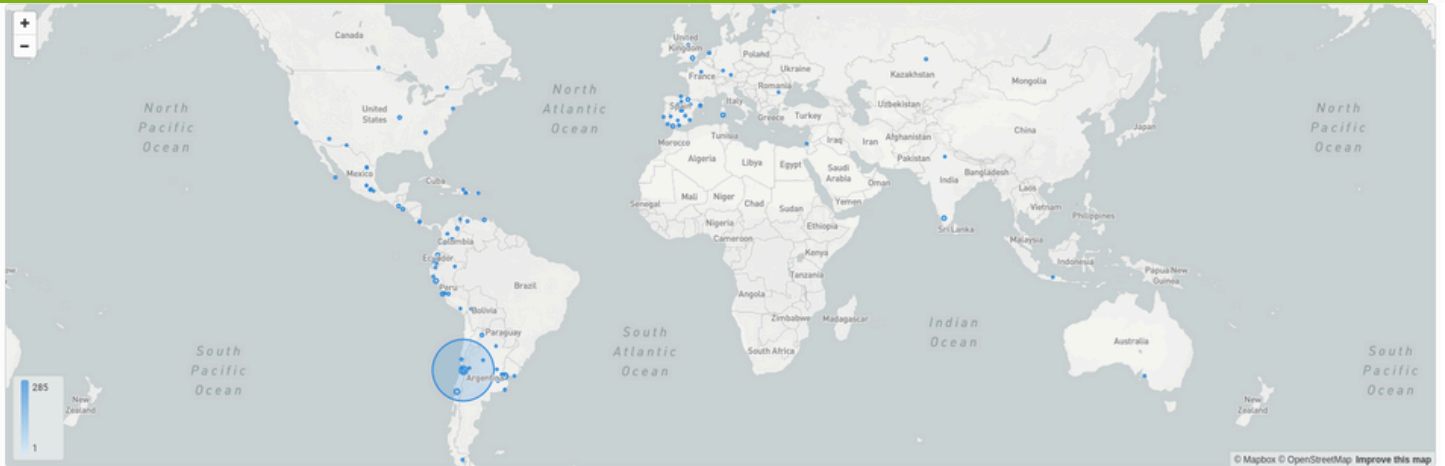 +
−
Canada
United
States
Mexico
Cuba
Colombia
Ecuador
Peru
Brazil
Bolivia
Paraguay
Argentina
North
Pacific
Ocean
North
Atlantic
Ocean
South
Pacific
Ocean
South
Atlantic
Ocean
United
Kingdom
Poland
France
Ukraine
Romania
Italy
Spain
Greece
Turkey
Tunisia
Morocco
Algeria
Libya
Egypt
Mali
Niger
Chad
Sudan
Senegal
Nigeria
Cameroon
Ethiopia
Kenya
Tanzania
Angola
Zimbabwe
Madagascar
South Africa
Kazakhstan
Uzbekistan
Mongolia
China
Japan
Iraq
Iran
Afghanistan
Pakistan
Saudi
Arabia
Oman
Yemen
India
Bangladesh
Laos
Vietnam
Philippines
Sri Lanka
Malaysia
Indonesia
Papua New
Guinea
Indian
Ocean
Australia
New
Zealand
New
Zealand
North
Pacific
Ocean
South
Pacific
Ocean
285
1
© Mapbox © OpenStreetMap Improve this map